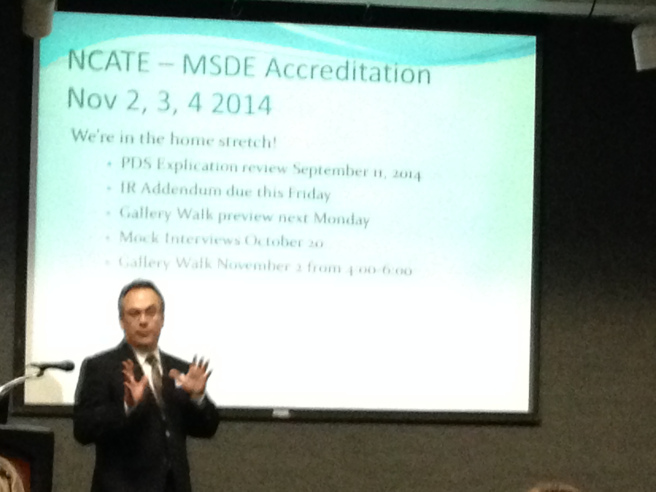 NCATE – MSDE Accreditation
Nov 2, 3, 4 2014
We're in the home stretch!
• PDS Explication review September 11, 2014
• IR Addendum due this Friday
• Gallery Walk preview next Monday
• Mock Interviews October 20
• Gallery Walk November 2 from 4:00-6:00